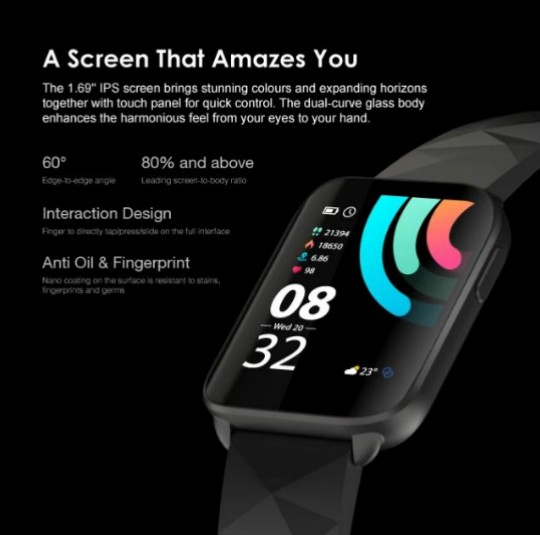 A Screen That Amazes You
The 1.69" IPS screen brings stunning colours and expanding horizons
together with touch panel for quick control. The dual-curve glass body
enhances the harmonious feel from your eyes to your hand.
60°
80% and above
Edge-to-edge angle
Leading screen-to-body ratio
Interaction Design
Finger to directly tap/press/slide on the full interface
Anti Oil & Fingerprint
Nano coating on the surface is resistant to stains,
fingerprints and germs
21394
18650
6.86
98
08
Wed 20
32
23°